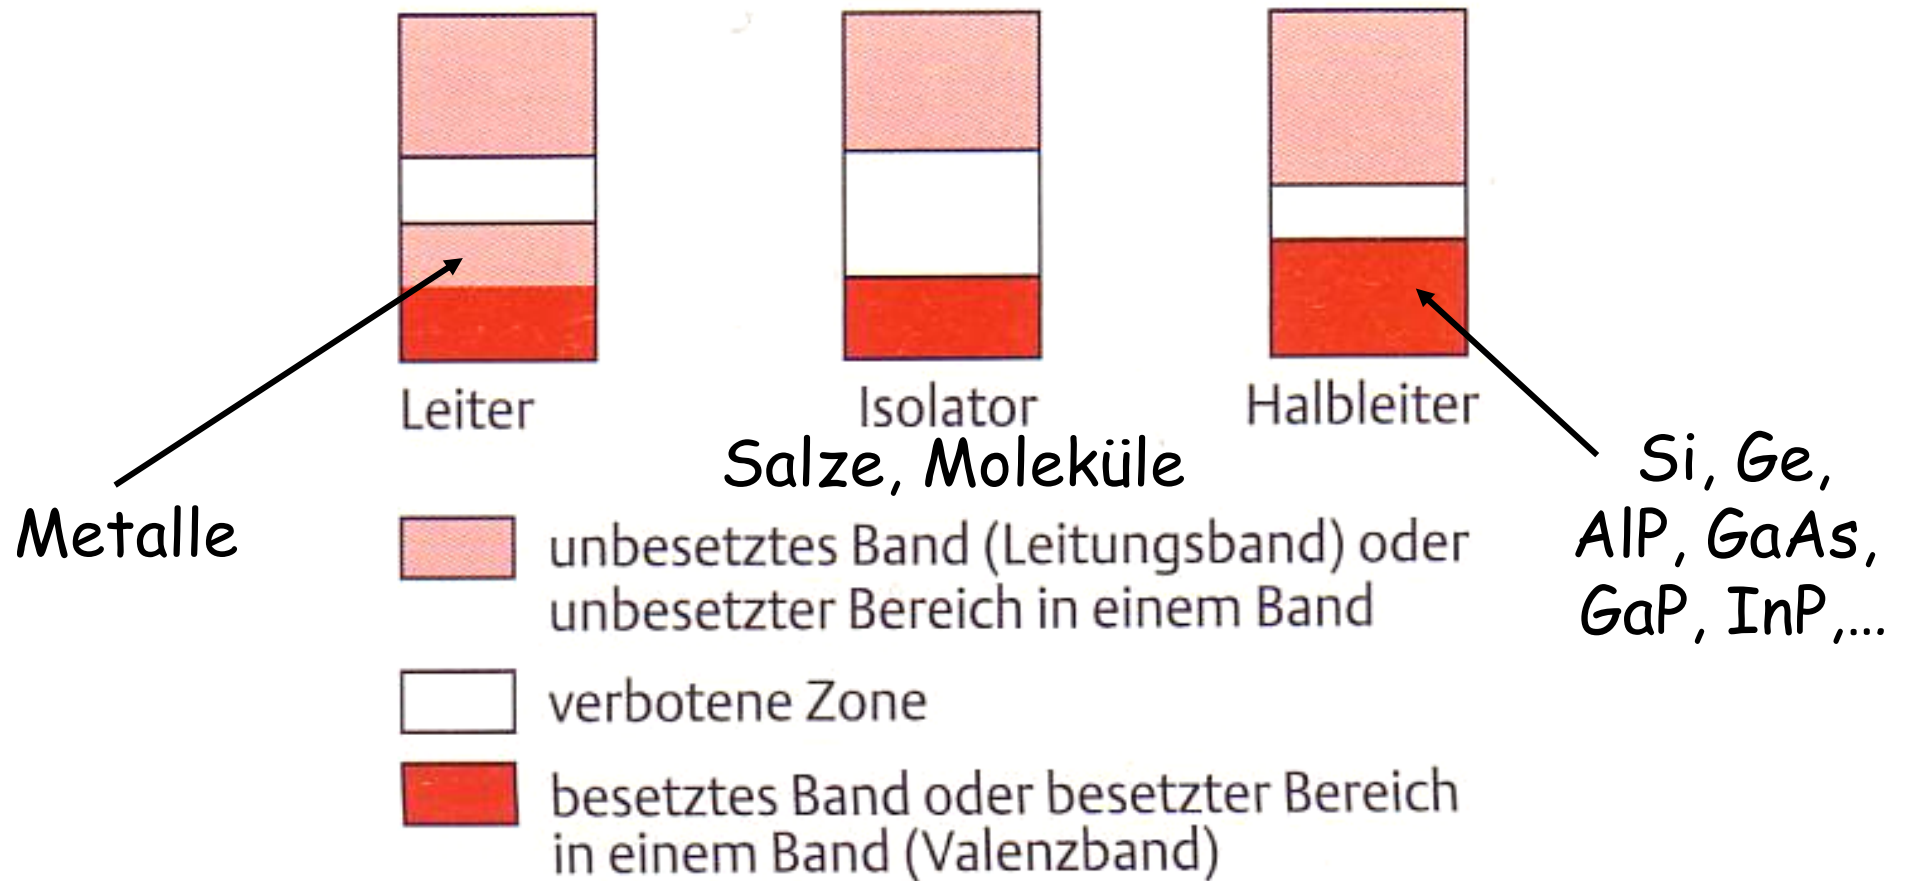 Leiter
Isolator
Halbleiter
Salze, Moleküle
Metalle
Si, Ge,
AlP, GaAs,
GaP, InP,...
unbesetztes Band (Leitungsband) oder
unbesetzter Bereich in einem Band
verbotene Zone
besetztes Band oder besetzter Bereich
in einem Band (Valenzband)